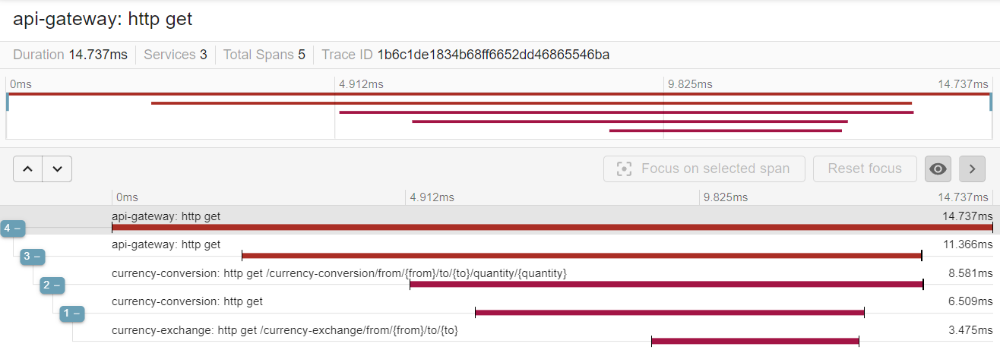 api-gateway: http get
Duration 14.737ms Services 3 Total Spans 5 Trace ID 1b6c1de1834b68ff6652dd46865546ba
0ms 4.912ms 9.825ms 14.737ms
Focus on selected span Reset focus
0ms 4.912ms 9.825ms 14.737ms
api-gateway: http get 14.737ms
4 –
api-gateway: http get 11.366ms
3 –
currency-conversion: http get /currency-conversion/from/{from}/to/{to}/quantity/{quantity} 8.581ms
2 –
currency-conversion: http get 6.509ms
1 –
currency-exchange: http get /currency-exchange/from/{from}/to/{to} 3.475ms